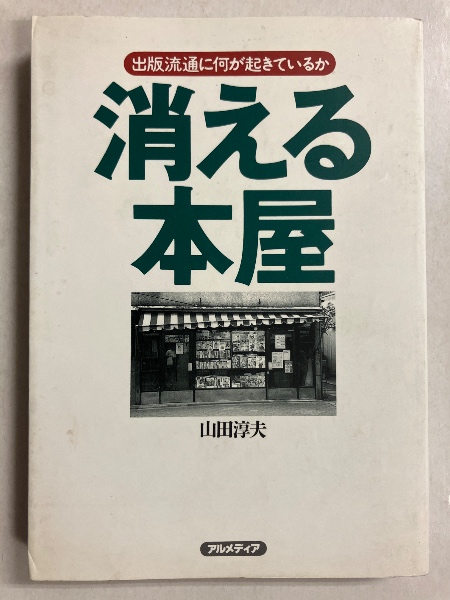 出版流通に何が起きているか
消える
本屋
山田淳夫
アルメディア